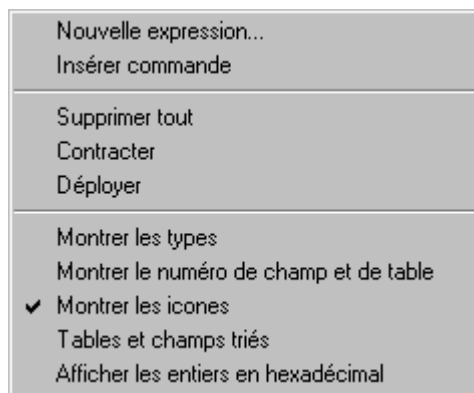 Nouvelle expression...
Insérer commande
Supprimer tout
Contracter
Déployer
Montrer les types
Montrer le numéro de champ et de table
Montrer les icones
Tables et champs triés
Afficher les entiers en hexadécimal